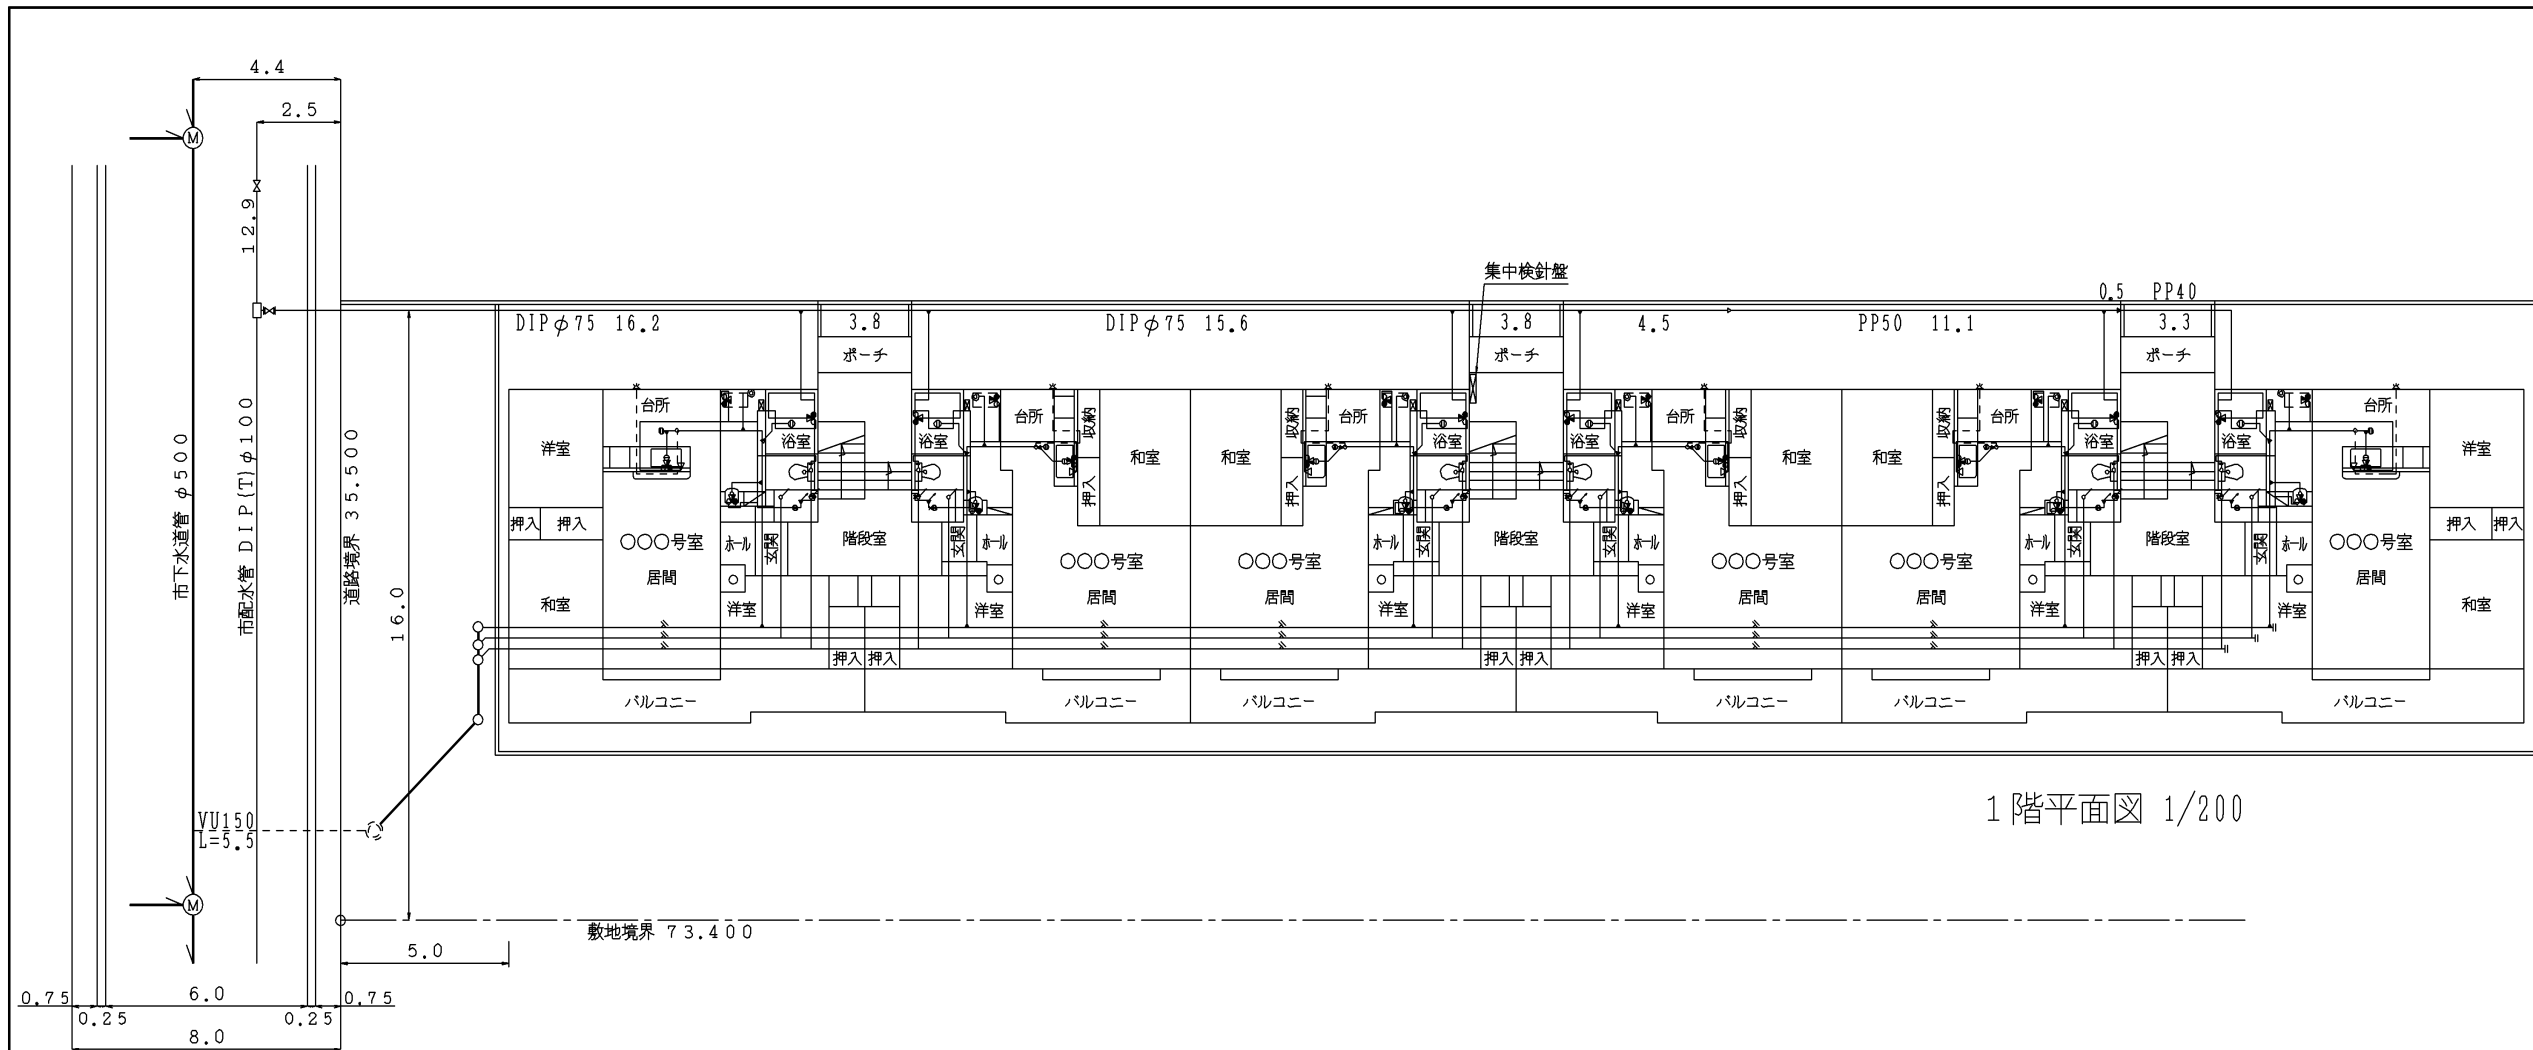 4.4
2.5
M
12.9
集中検針盤
0.5 PP40
DIPφ75 16.2
3.8
DIPφ75 15.6
3.8
4.5
PP50 11.1
3.3
ポーチ
ポーチ
ポーチ
台所
台所
収納
収納
台所
台所
収納
収納
台所
台所
洋室
浴室
浴室
和室
和室
浴室
浴室
和室
和室
浴室
浴室
洋室
押入
押入
押入
押入
押入
押入
押入
押入
市下水道管 φ500
市配水管 DIP(T)φ100
道路境界 35.500
16.0
○○○号室
ホール
玄関
階段室
玄関
ホール
○○○号室
○○○号室
ホール
玄関
階段室
玄関
ホール
○○○号室
○○○号室
ホール
玄関
階段室
玄関
ホール
○○○号室
居間
居間
居間
居間
居間
居間
和室
洋室
洋室
洋室
洋室
洋室
洋室
和室
押入
押入
押入
押入
押入
押入
バルコニー
バルコニー
バルコニー
バルコニー
バルコニー
バルコニー
1階平面図 1/200
VU150
L=5.5
M
敷地境界 73.400
5.0
0.75
6.0
0.75
0.25
0.25
8.0